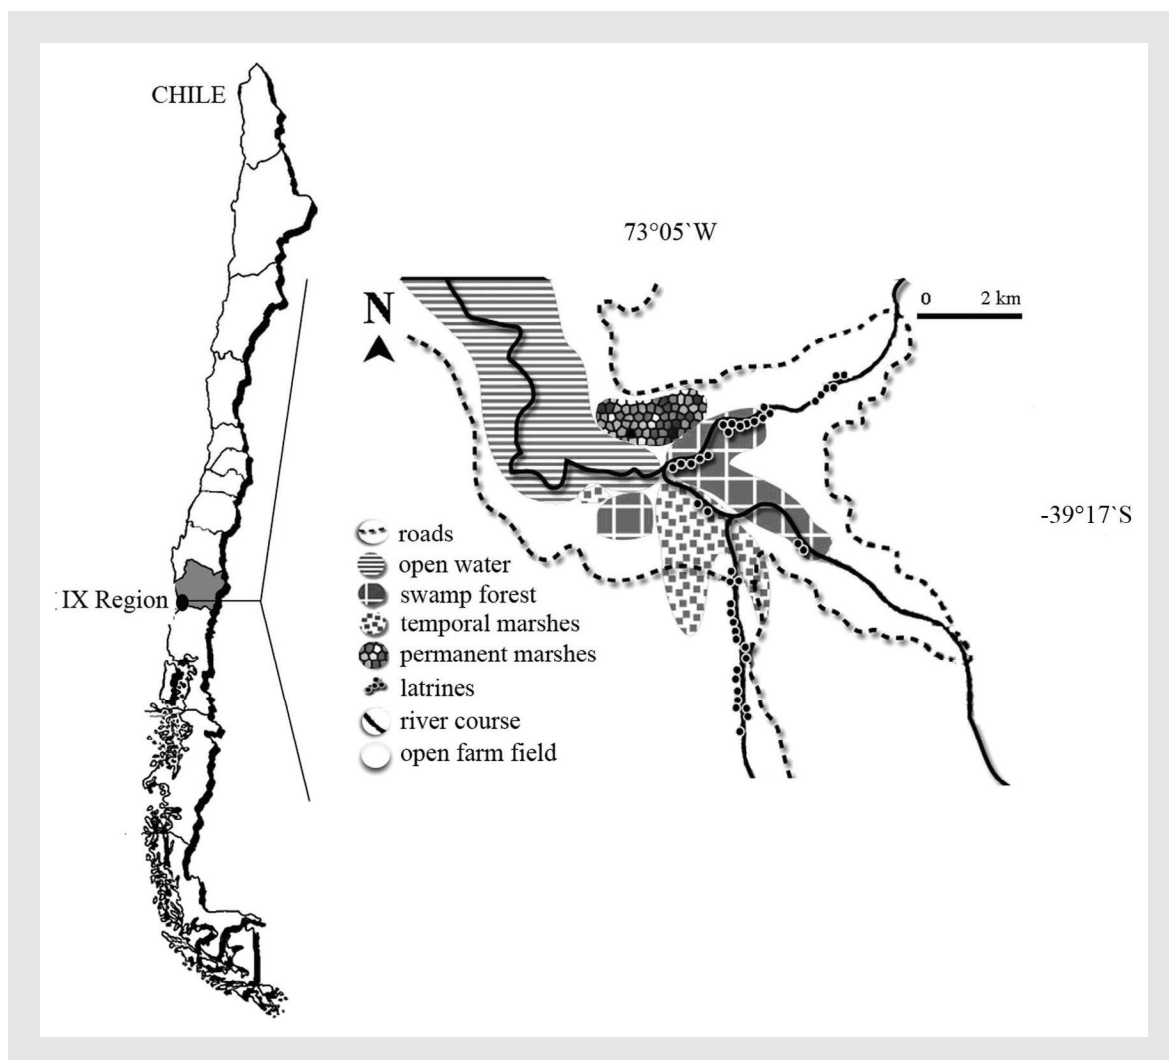 CHILE
73°05`W
N
0 2 km
-39°17`S
roads
open water
swamp forest
IX Region
temporal marshes
permanent marshes
latrines
river course
open farm field